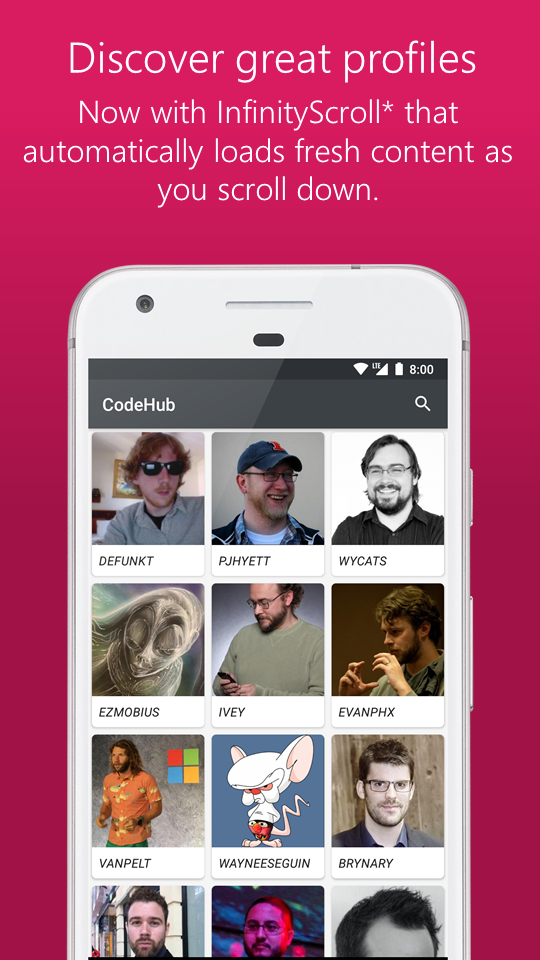 Discover great profiles
Now with InfinityScroll* that
automatically loads fresh content as
you scroll down.
LTE 8:00
CodeHub
DEFUNKT PJHYETT WYCATS
EZMOBIUS IVEY EVANPHX
VANPELT WAYNEESEGUIN BRYNARY